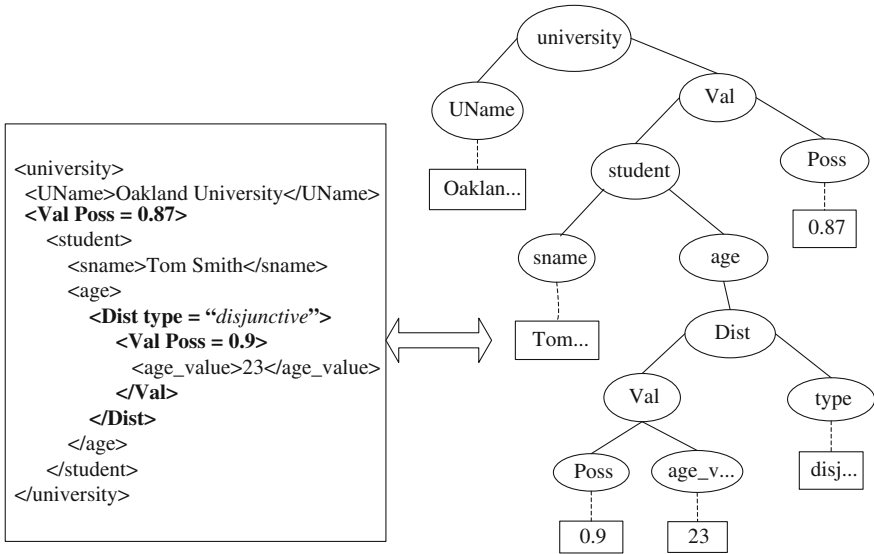 <university>
<UName>Oakland University</UName>
<Val Poss = 0.87>
<student>
<sname>Tom Smith</sname>
<age>
<Dist type = “disjunctive”>
<Val Poss = 0.9>
<age_value>23</age_value>
</Val>
</Dist>
</age>
</student>
</university>
university
UName
Val
Oaklan...
student
Poss
0.87
sname
age
Tom...
Dist
Val
type
Poss
age_v...
disj...
0.9
23